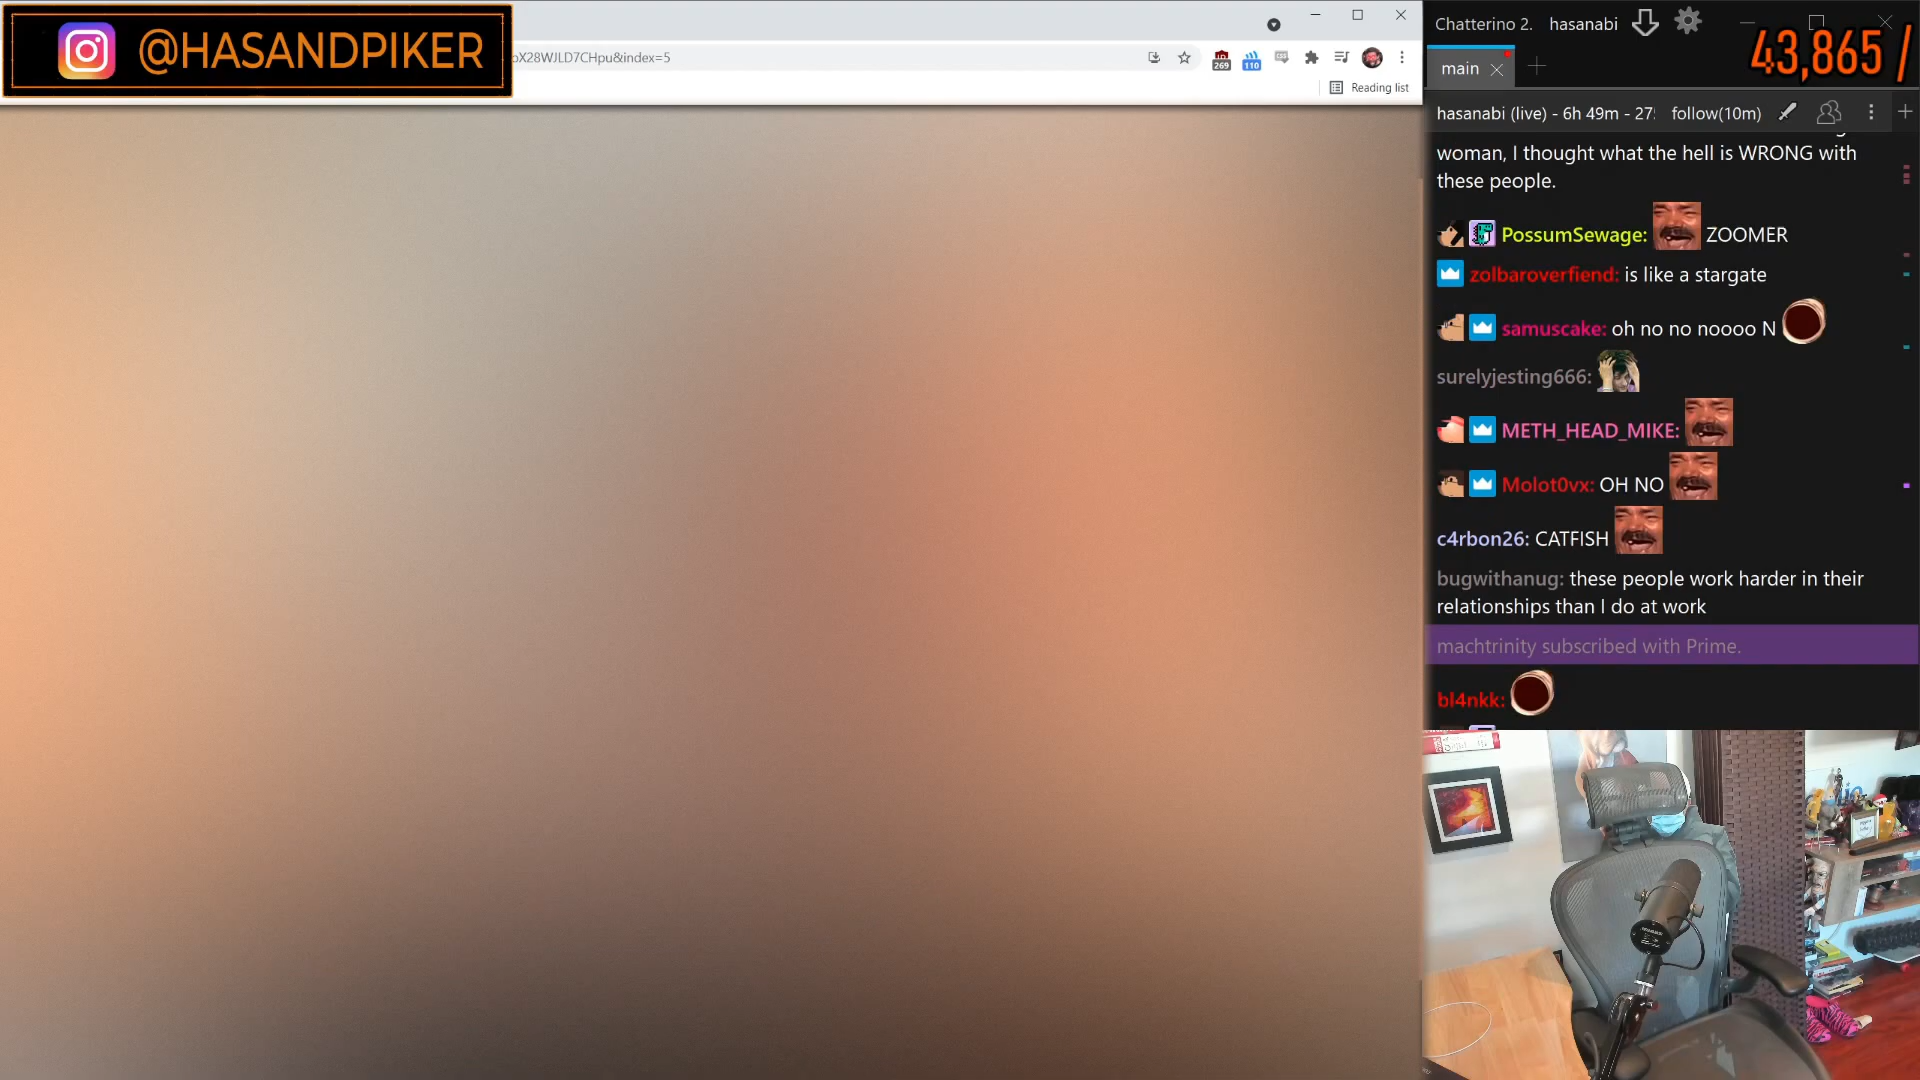 @HASANDPIKER
oX28WJLD7CHpu&index=5
269
110
Reading list
Chatterino 2.
hasanabi
43,865 /
main
hasanabi (live) - 6h 49m - 27
follow(10m)
woman, I thought what the hell is WRONG with
these people.
PossumSewage: ZOOMER
zolbaroverfiend: is like a stargate
samuscake: oh no no noooo N
surelyjesting666:
METH_HEAD_MIKE:
Molot0vx: OH NO
c4rbon26: CATFISH
bugwithanug: these people work harder in their
relationships than I do at work
machtrinity subscribed with Prime.
bl4nkk: